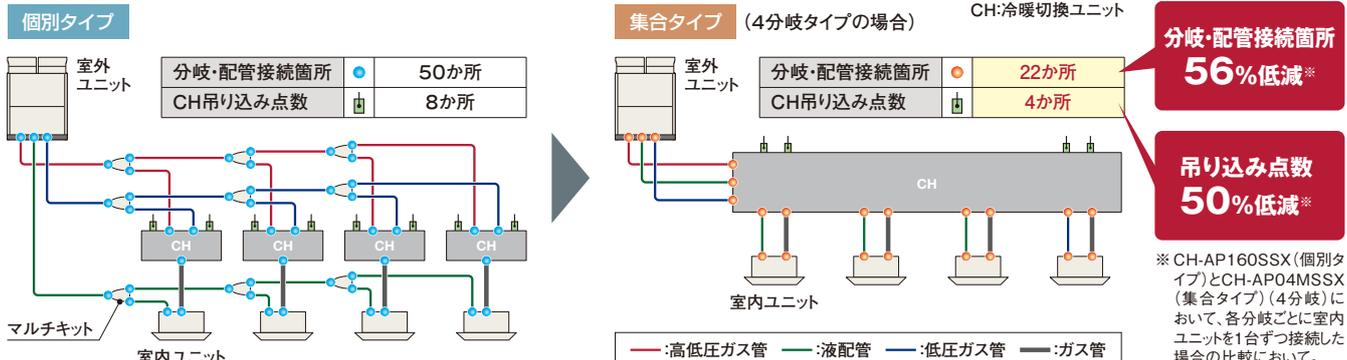 個別タイプ
室外
ユニット
分岐・配管接続箇所 50か所
CH吊り込み点数 8か所
CH
CH
CH
CH
マルチキット
室内ユニット
集合タイプ (4分岐タイプの場合)
CH:冷暖切換ユニット
室外
ユニット
分岐・配管接続箇所 22か所
CH吊り込み点数 4か所
CH
室内ユニット
:高低圧ガス管 :液配管 :低圧ガス管 :ガス管
分岐・配管接続箇所
56%低減※
吊り込み点数
50%低減※
※CH-AP160SSX(個別タ
イプ)とCH-AP04MSSX
(集合タイプ)(4分岐)に
おいて、各分岐ごとに室内
ユニットを1台ずつ接続した
場合の比較において。